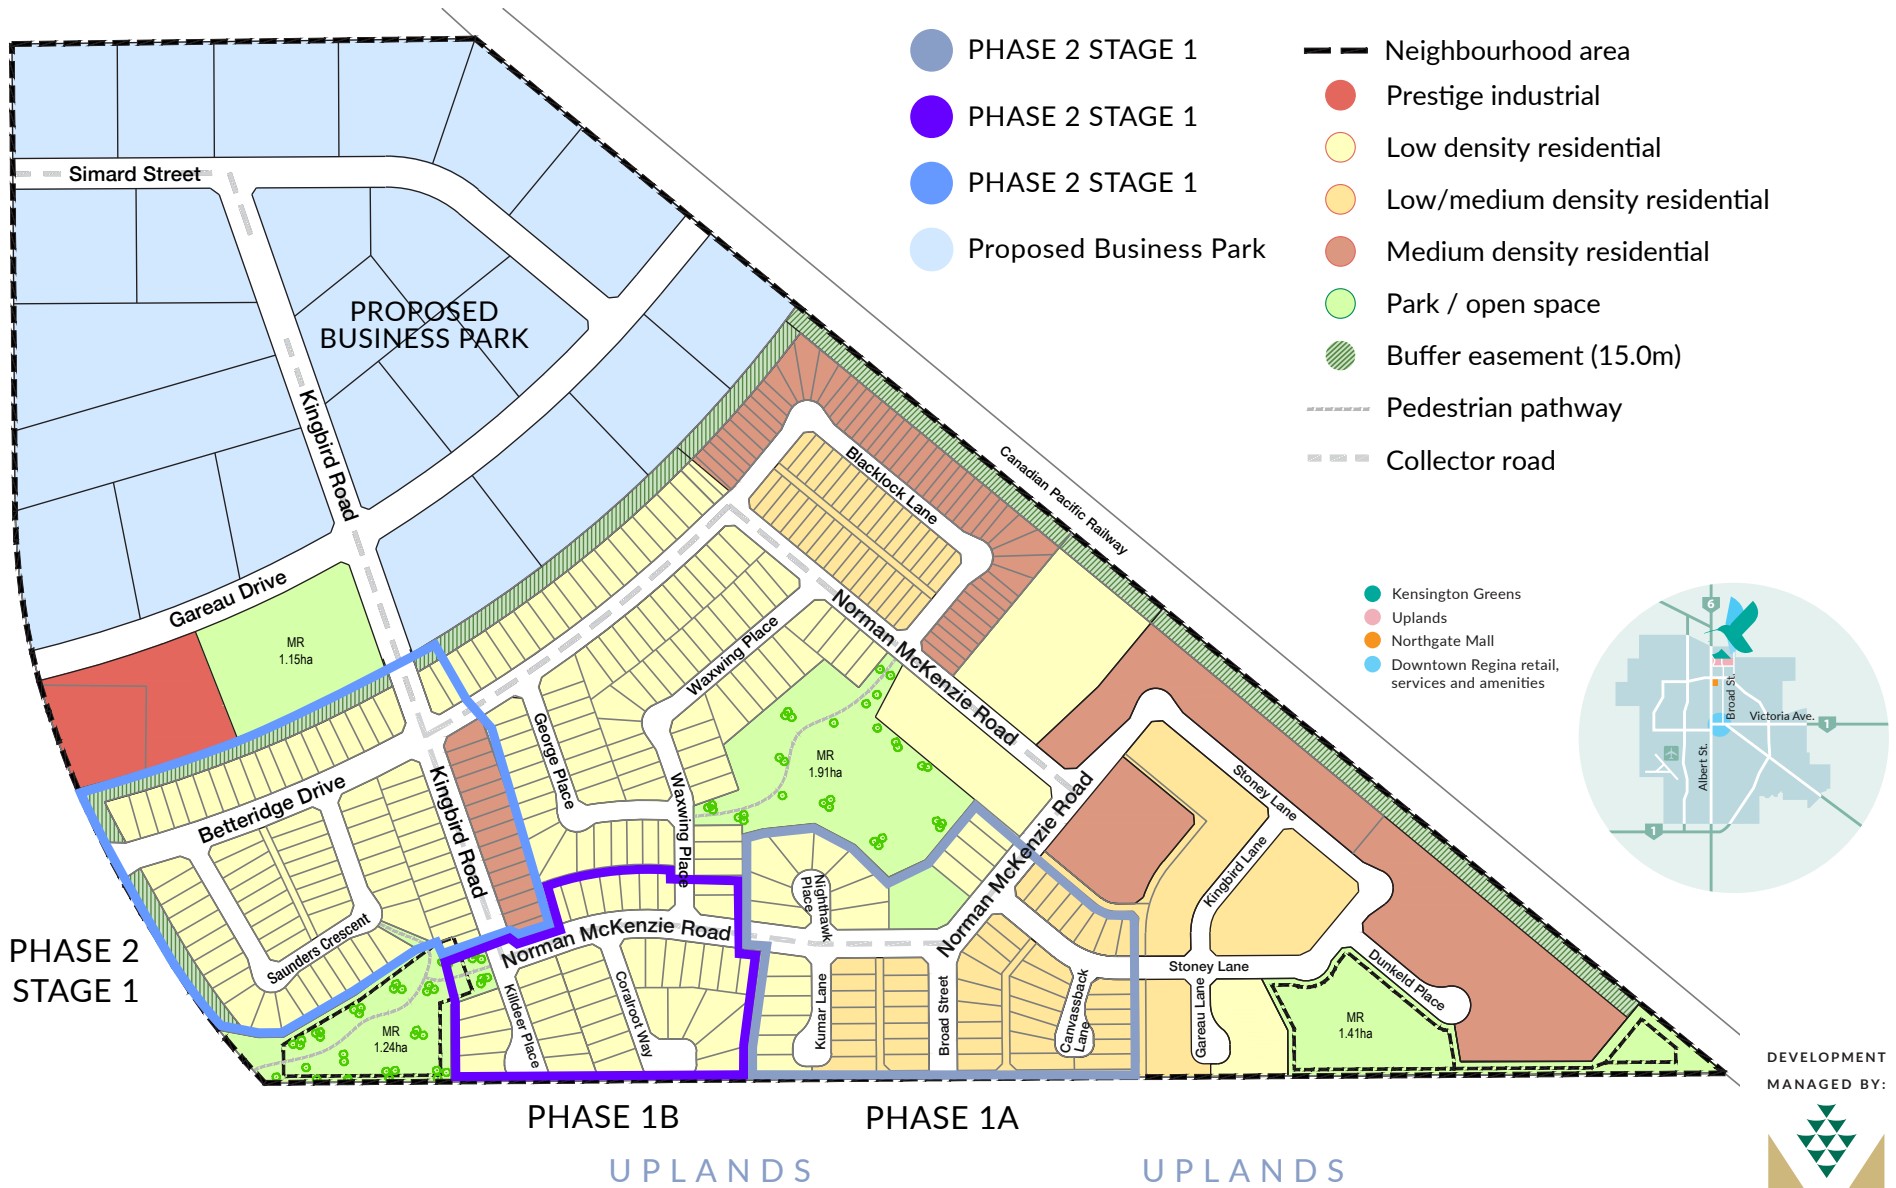 PHASE 2 STAGE 1
PHASE 2 STAGE 1
PHASE 2 STAGE 1
Proposed Business Park
Neighbourhood area
Prestige industrial
Low density residential
Low/medium density residential
Medium density residential
Park / open space
Buffer easement (15.0m)
Pedestrian pathway
Collector road
Simard Street
PROPOSED
BUSINESS PARK
Kingbird Road
Gareau Drive
MR
1.15ha
Blacklock Lane
Canadian Pacific Railway
Norman McKenzie Road
Waxwing Place
George Place
Waxwing Place
MR
1.91ha
Betteridge Drive
Kingbird Road
Saunders Crescent
Norman McKenzie Road
Nighthawk
Place
Norman McKenzie Road
Stoney Lane
Kingbird Lane
Stoney Lane
Dunkeld Place
Killdeer Place
Coralroot Way
Kumar Lane
Broad Street
Canvassback
Lane
Gareau Lane
MR
1.24ha
MR
1.41ha
PHASE 2
STAGE 1
PHASE 1B
PHASE 1A
UPLANDS
UPLANDS
Kensington Greens
Uplands
Northgate Mall
Downtown Regina retail,
services and amenities
6
Broad St.
Victoria Ave.
1
Albert St.
1
DEVELOPMENT
MANAGED BY: